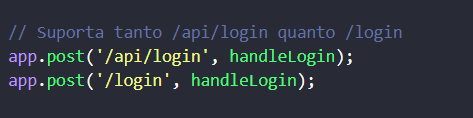 // Suporta tanto /api/login quanto /login
app.post('/api/login', handleLogin);
app.post('/login', handleLogin);